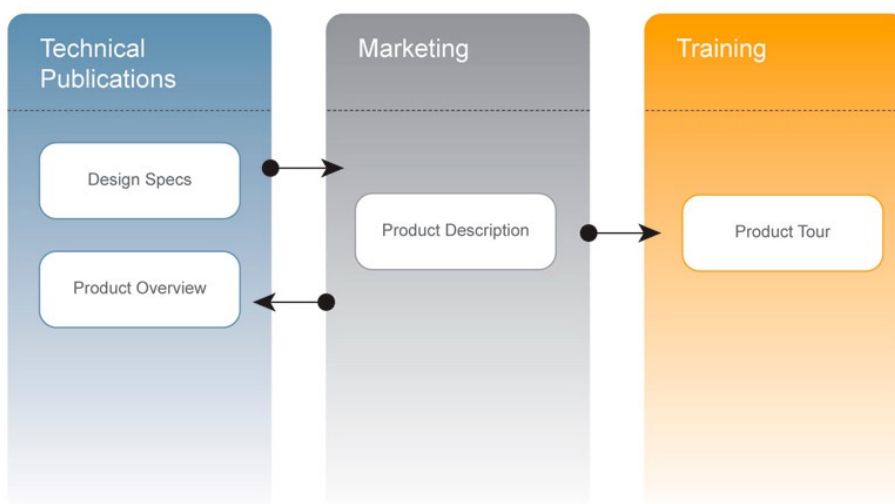 Technical
Publications
Marketing
Training
Design Specs
Product Overview
Product Description
Product Tour